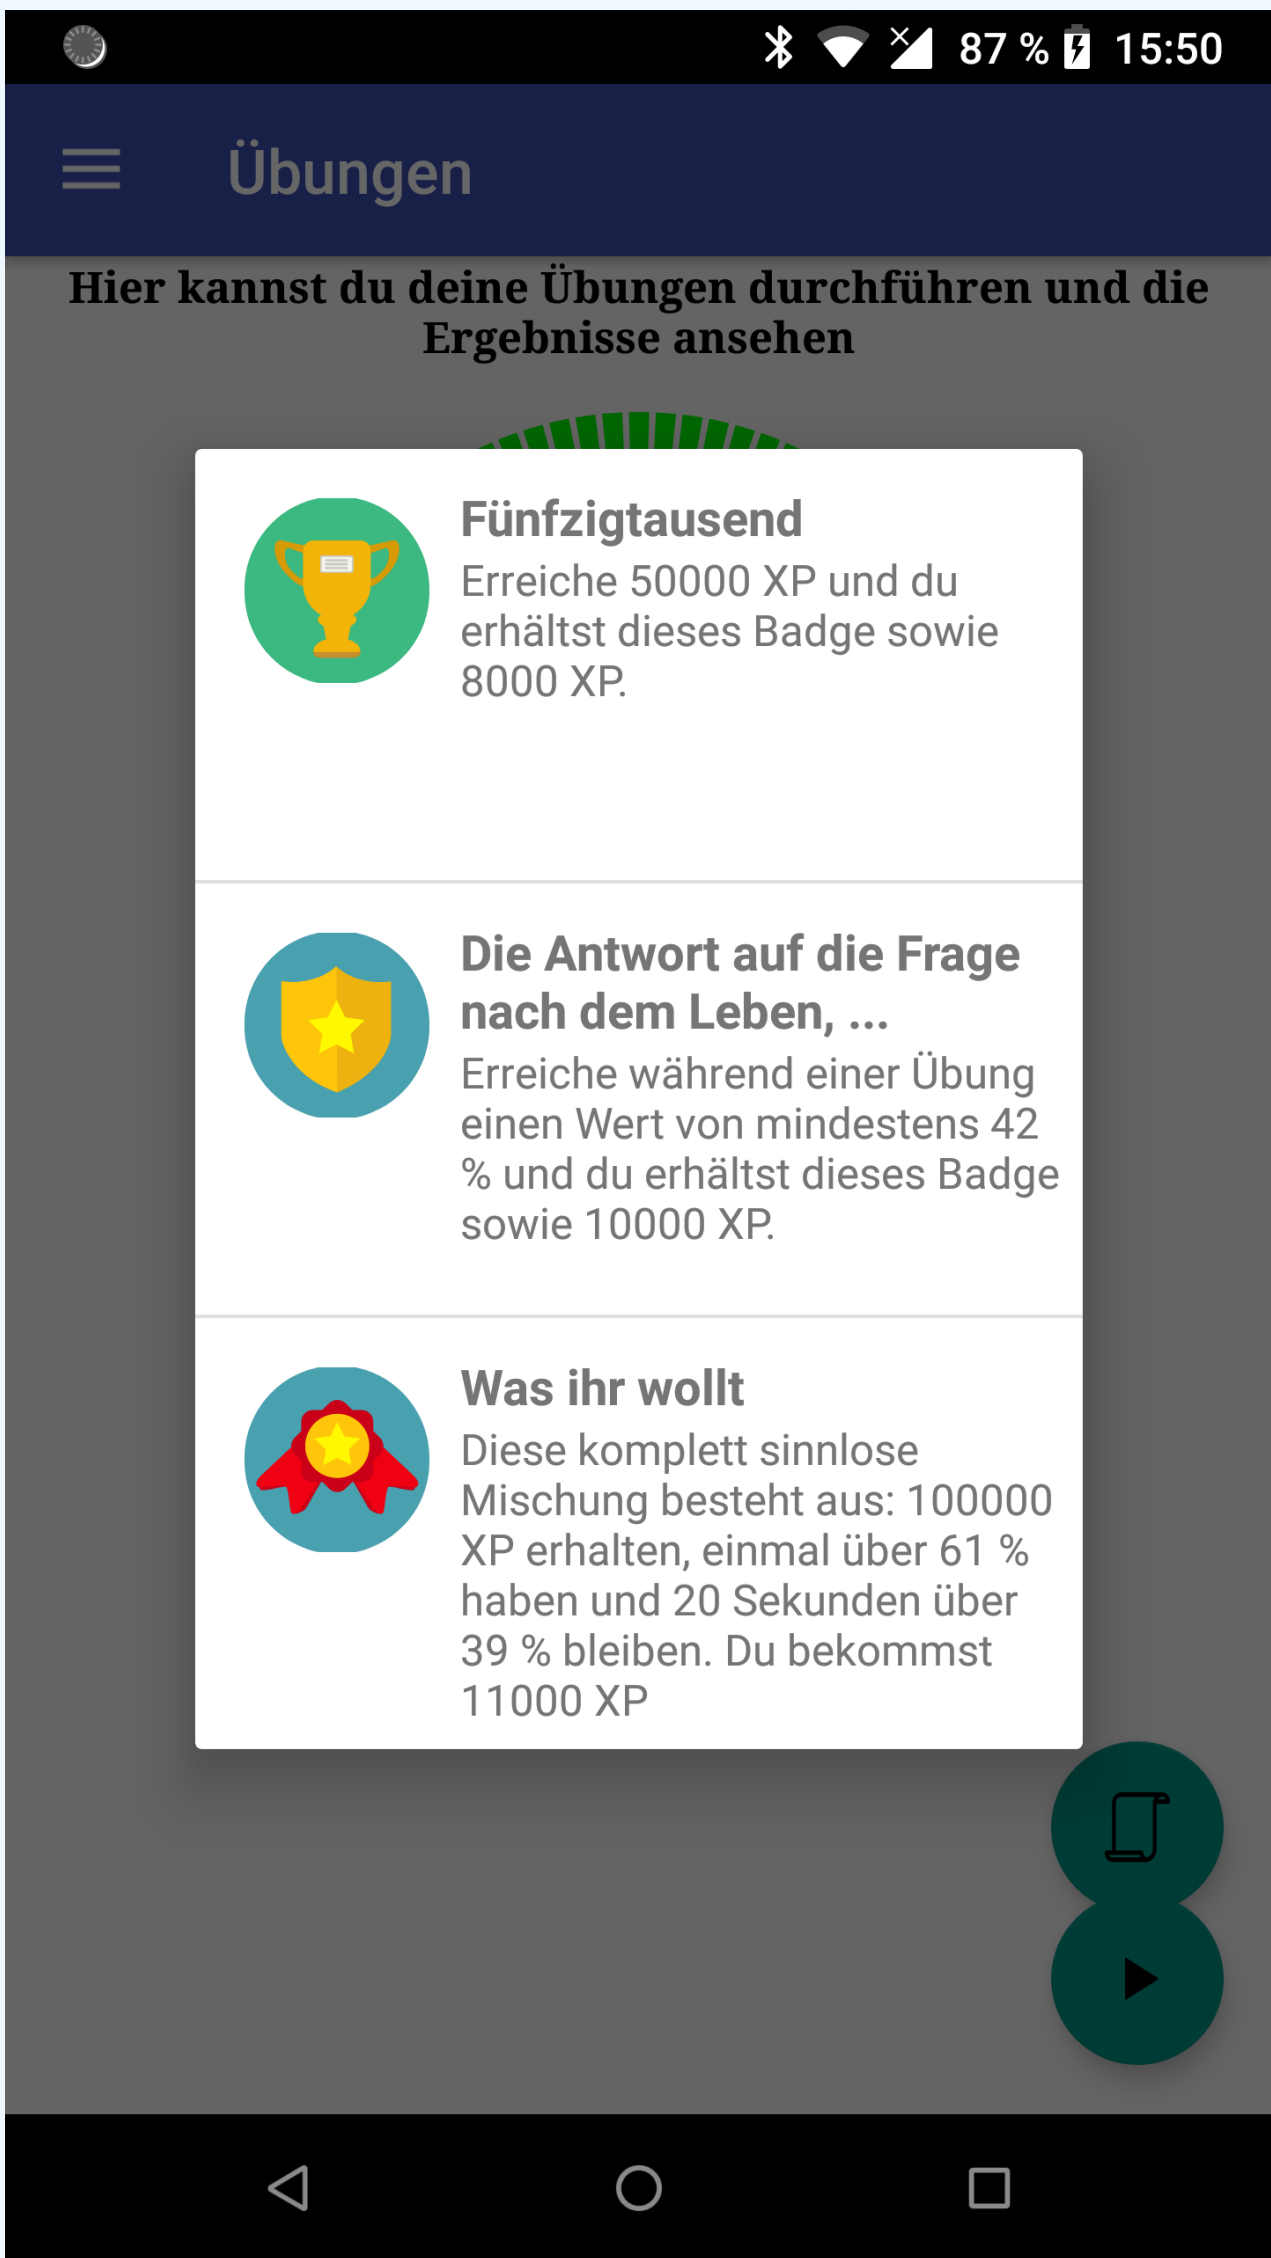 87 % 15:50
Übungen
Hier kannst du deine Übungen durchführen und die
Ergebnisse ansehen
Fünfzigtausend
Erreiche 50000 XP und du
erhältst dieses Badge sowie
8000 XP.
Die Antwort auf die Frage
nach dem Leben, ...
Erreiche während einer Übung
einen Wert von mindestens 42
% und du erhältst dieses Badge
sowie 10000 XP.
Was ihr wollt
Diese komplett sinnlose
Mischung besteht aus: 100000
XP erhalten, einmal über 61 %
haben und 20 Sekunden über
39 % bleiben. Du bekommst
11000 XP